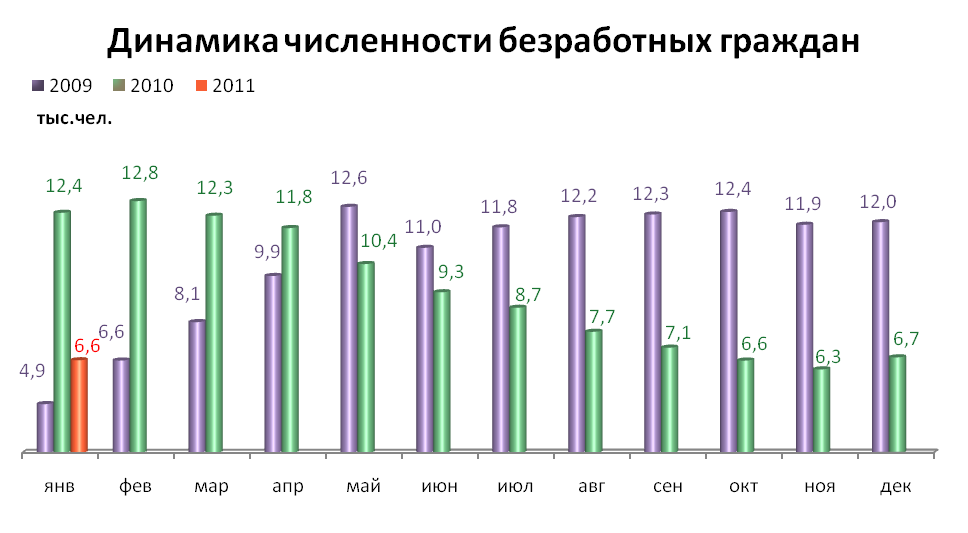 Динамика численности безработных граждан
2009 2010 2011
тыс.чел.
4,9 12,4 6,6
6,6 12,8
8,1 12,3
9,9 11,8
12,6 10,4
11,0 9,3
11,8 8,7
12,2 7,7
12,3 7,1
12,4 6,6
11,9 6,3
12,0 6,7
янв фев мар апр май июн июл авг сен окт ноя дек